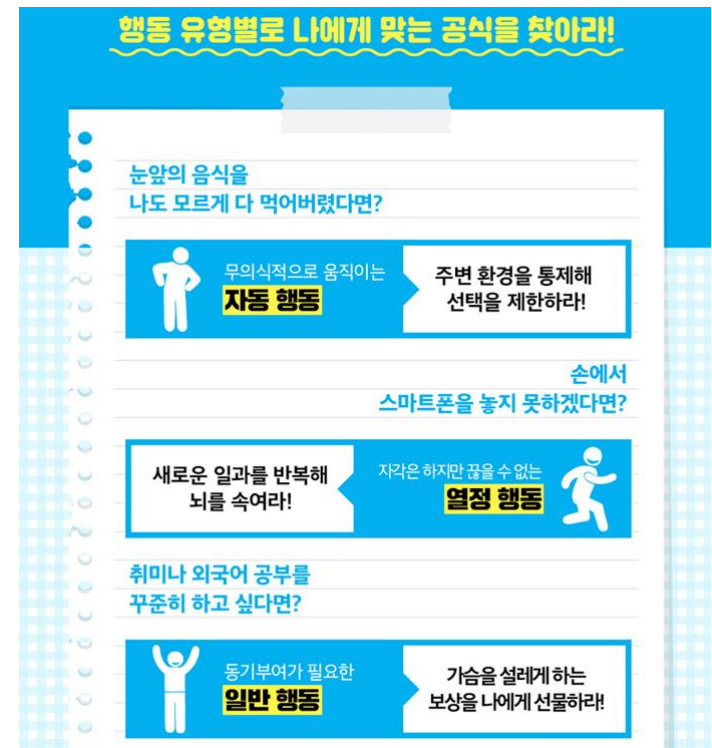 행동 유형별로 나에게 맞는 공식을 찾아라!
눈앞의 음식을
나도 모르게 다 먹어버렸다면?
무의식적으로 움직이는
자동 행동
주변 환경을 통제해
선택을 제한하라!
손에서
스마트폰을 놓지 못하겠다면?
새로운 일과를 반복해
뇌를 속여라!
자각은 하지만 끊을 수 없는
열정 행동
취미나 외국어 공부를
꾸준히 하고 싶다면?
동기부여가 필요한
일반 행동
가슴을 설레게 하는
보상을 나에게 선물하라!